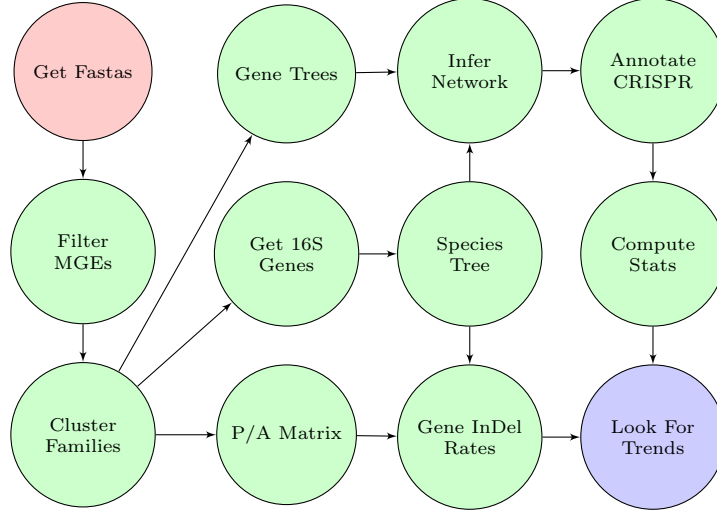 Get Fastas
Gene Trees
Infer
Network
Annotate
CRISPR
Filter
MGEs
Get 16S
Genes
Species
Tree
Compute
Stats
Cluster
Families
P/A Matrix
Gene InDel
Rates
Look For
Trends